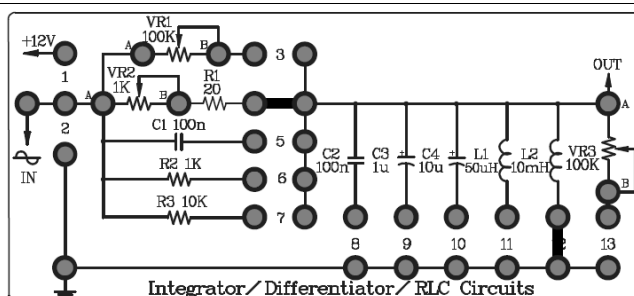 VR1
100K
+12V
A
B
3
OUT
1
VR2
1K
R1
20
A
B
A
2
C1 100n
5
C2
100n
C3
1u
C4
10u
L1
50uH
L2
10mH
VR3
100K
IN
R2 1K
6
B
R3 10K
7
8
9
10
11
13
Integrator/Differentiator/RLC Circuits